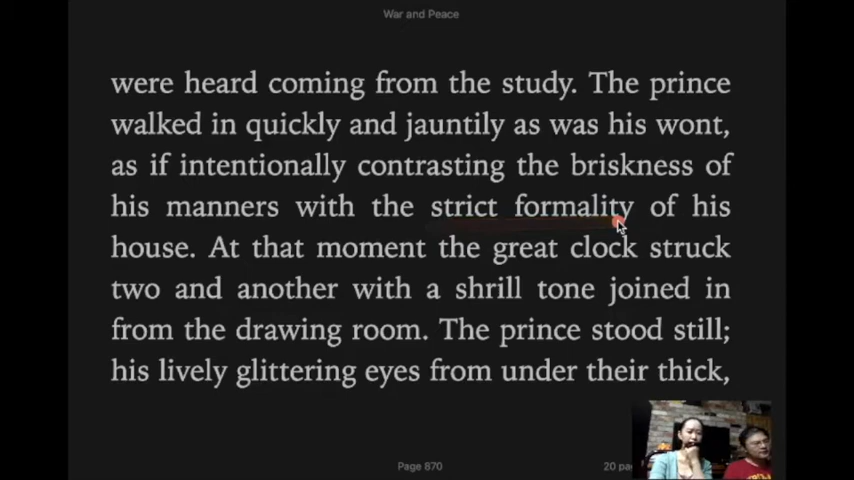 War and Peace
were heard coming from the study. The prince
walked in quickly and jauntily as was his wont,
as if intentionally contrasting the briskness of
his manners with the strict formality of his
house. At that moment the great clock struck
two and another with a shrill tone joined in
from the drawing room. The prince stood still;
his lively glittering eyes from under their thick,
Page 870
20